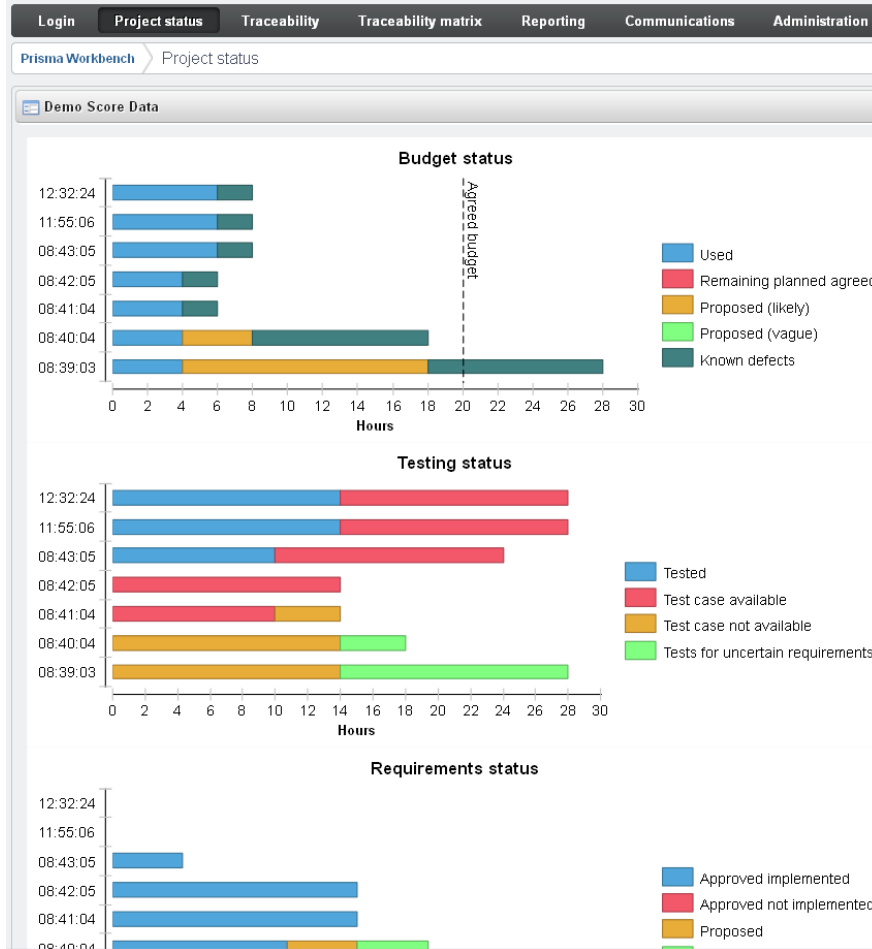 Login Project status Traceability Traceability matrix Reporting Communications Administration
Prisma Workbench Project status
Demo Score Data
Budget status
12:32:24
11:55:06
08:43:05
08:42:05
08:41:04
08:40:04
08:39:03
Agreed budget
0 2 4 6 8 10 12 14 16 18 20 22 24 26 28 30
Hours
Used
Remaining planned agreed
Proposed (likely)
Proposed (vague)
Known defects
Testing status
12:32:24
11:55:06
08:43:05
08:42:05
08:41:04
08:40:04
08:39:03
0 2 4 6 8 10 12 14 16 18 20 22 24 26 28 30
Hours
Tested
Test case available
Test case not available
Tests for uncertain requirements
Requirements status
12:32:24
11:55:06
08:43:05
08:42:05
08:41:04
08:40:04
Approved implemented
Approved not implemented
Proposed